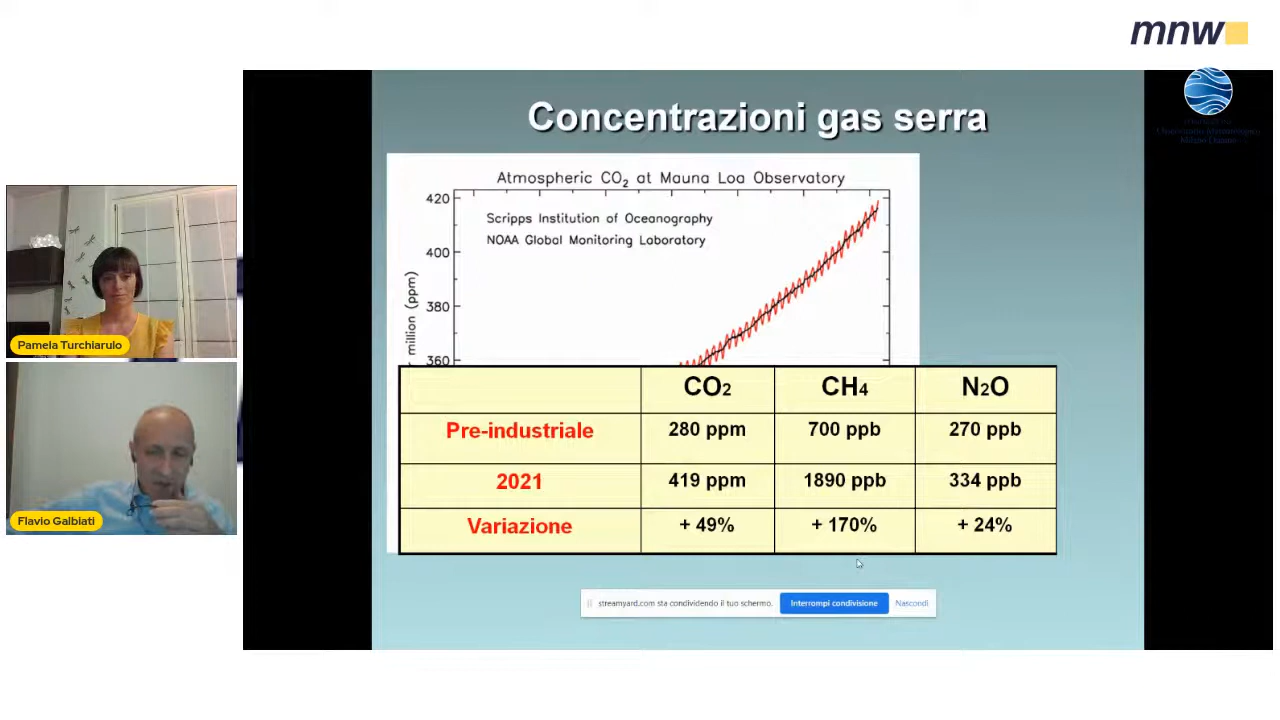 mnw
Concentrazioni gas serra
Atmospheric CO2 at Mauna Loa Observatory
420
Scripps Institution of Oceanography
NOAA Global Monitoring Laboratory
400
380
360
million (ppm)
CO2 CH4 N2O
Pre-industriale 280 ppm 700 ppb 270 ppb
2021 419 ppm 1890 ppb 334 ppb
Variazione + 49% + 170% + 24%
streamyard.com sta condividendo il tuo schermo. Interrompi condivisione Nascondi
Pamela Turchiarulo
Flavio Galbiati